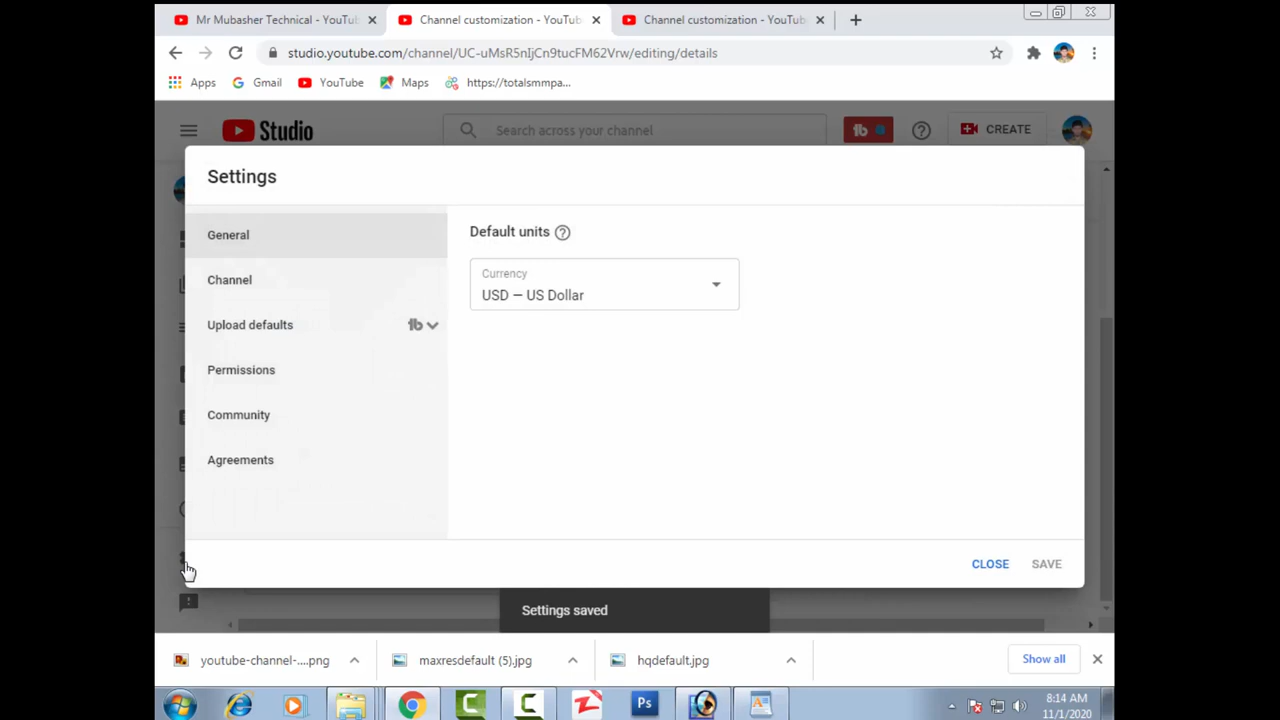 Mr Mubasher Technical - YouTu
Channel customization - YouTub
Channel customization - YouTub
studio.youtube.com/channel/UC-uMsR5nIjCn9tucFM62Vrw/editing/details
Apps
Gmail
YouTube
Maps
https://totalsmmpa...
Studio
Search across your channel
CREATE
Settings
General
Default units
Currency
USD — US Dollar
Channel
Upload defaults
Permissions
Community
Agreements
CLOSE
SAVE
Settings saved
youtube-channel-....png
maxresdefault (5).jpg
hqdefault.jpg
Show all
Ps
8:14 AM
11/1/2020